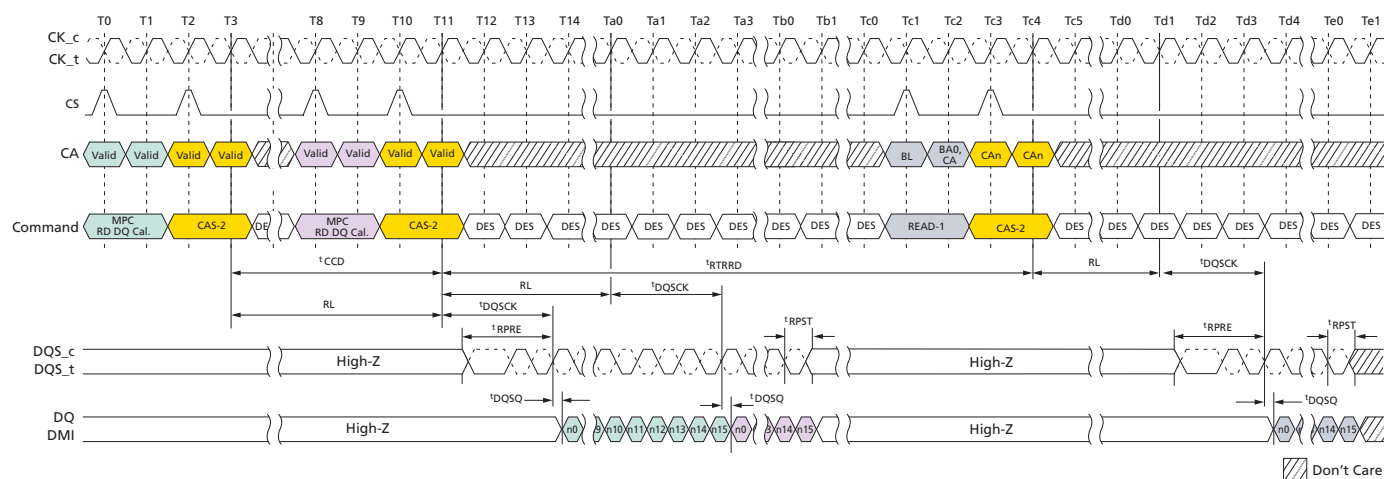 T0 T1 T2 T3 T8 T9 T10 T11 T12 T13 T14 Ta0 Ta1 Ta2 Ta3 Tb0 Tb1 Tc0 Tc1 Tc2 Tc3 Tc4 Tc5 Td0 Td1 Td2 Td3 Td4 Te0 Te1
CK_c
CK_t
CS
CA Valid Valid Valid Valid Valid Valid Valid Valid BL BA0, CA CAn CAn
Command MPC RD DQ Cal. CAS-2 DE MPC RD DQ Cal. CAS-2 DES DES DES DES DES DES DES DES DES DES READ-1 CAS-2 DES DES DES DES DES DES DES DES
tCCD tRTRRD RL tDQSCK
RL tDQSCK
RL tDQSCK
tRPRE tRPST tRPRE tRPST
DQS_c
DQS_t High-Z High-Z
tDQSQ tDQSQ tDQSQ
DQ
DMI High-Z n0 9 n10 n11 n12 n13 n14 n15 n0 3 n14 n15 High-Z n0 n14 n15
Don't Care